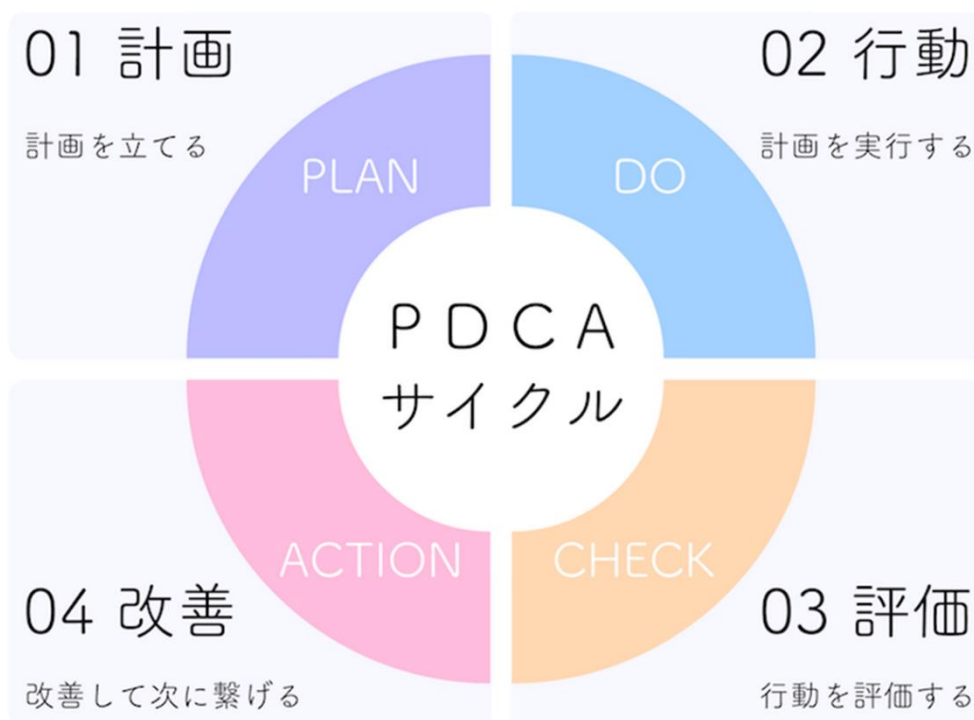 01 計画
計画を立てる
PLAN
02 行動
計画を実行する
DO
PDCA
サイクル
ACTION
04 改善
改善して次に繋げる
CHECK
03 評価
行動を評価する